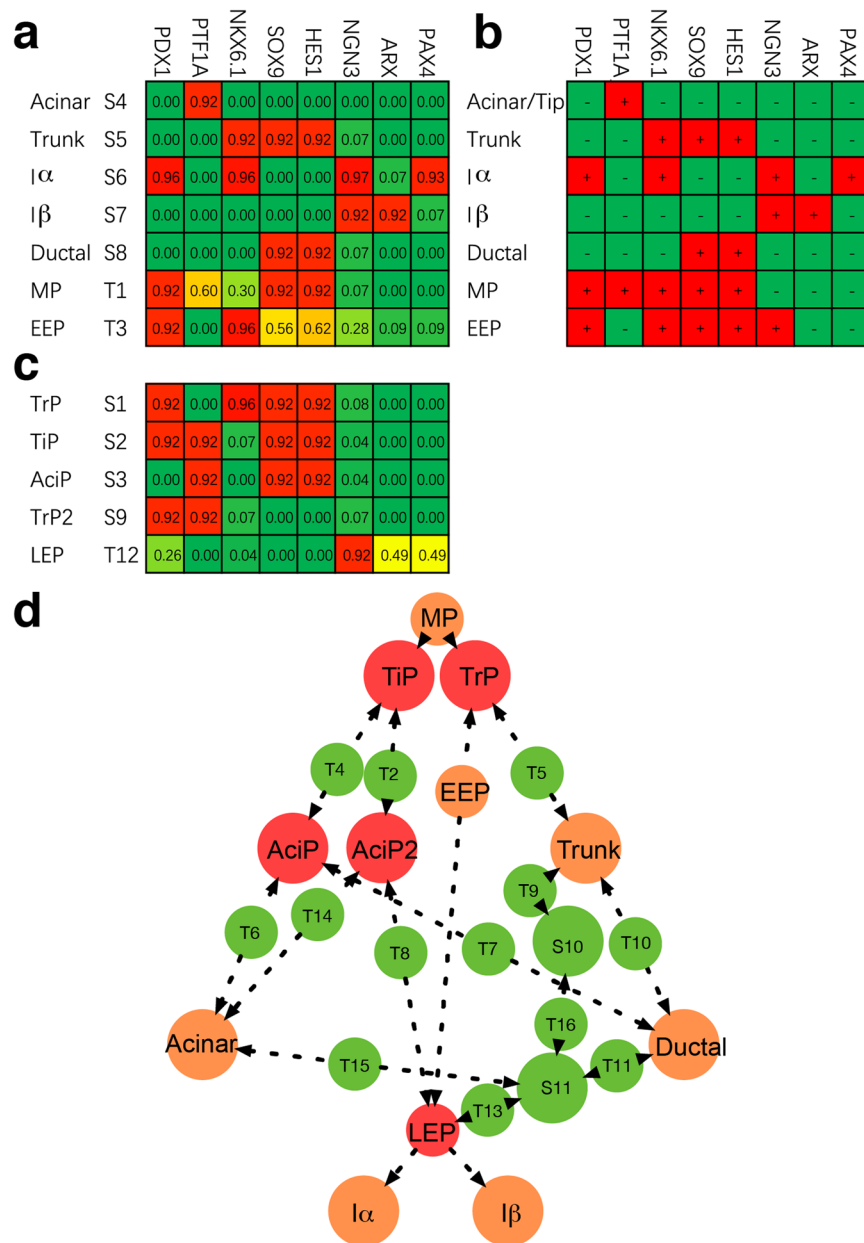 a
PDX1 PTF1A NKX6.1 SOX9 HES1 NGN3 ARX PAX4
Acinar S4 0.00 0.92 0.00 0.00 0.00 0.00 0.00 0.00
Trunk S5 0.00 0.00 0.92 0.92 0.92 0.07 0.00 0.00
Iα S6 0.96 0.00 0.96 0.00 0.00 0.97 0.07 0.93
Iβ S7 0.00 0.00 0.00 0.00 0.00 0.92 0.92 0.07
Ductal S8 0.00 0.00 0.00 0.92 0.92 0.07 0.00 0.00
MP T1 0.92 0.60 0.30 0.92 0.92 0.07 0.00 0.00
EEP T3 0.92 0.00 0.96 0.56 0.62 0.28 0.09 0.09
b
PDX1 PTF1A NKX6.1 SOX9 HES1 NGN3 ARX PAX4
Acinar/Tip - + - - - - - -
Trunk - - + + + - - -
Iα + - + - - + - +
Iβ - - - - - + + -
Ductal - - - + + - - -
MP + + + + + - - -
EEP + - + + + + - -
c
TrP S1 0.92 0.00 0.96 0.92 0.92 0.08 0.00 0.00
TiP S2 0.92 0.92 0.07 0.92 0.92 0.04 0.00 0.00
AciP S3 0.00 0.92 0.00 0.92 0.92 0.04 0.00 0.00
TrP2 S9 0.92 0.92 0.07 0.00 0.00 0.07 0.00 0.00
LEP T12 0.26 0.00 0.04 0.00 0.00 0.92 0.49 0.49
d
MP
TiP TrP
T4 T2 EEP T5
AciP AciP2 Trunk
T9
T6 T14 T8 T7 S10 T10
T16
Acinar Ductal
T15 S11 T11
LEP T13
Iα Iβ